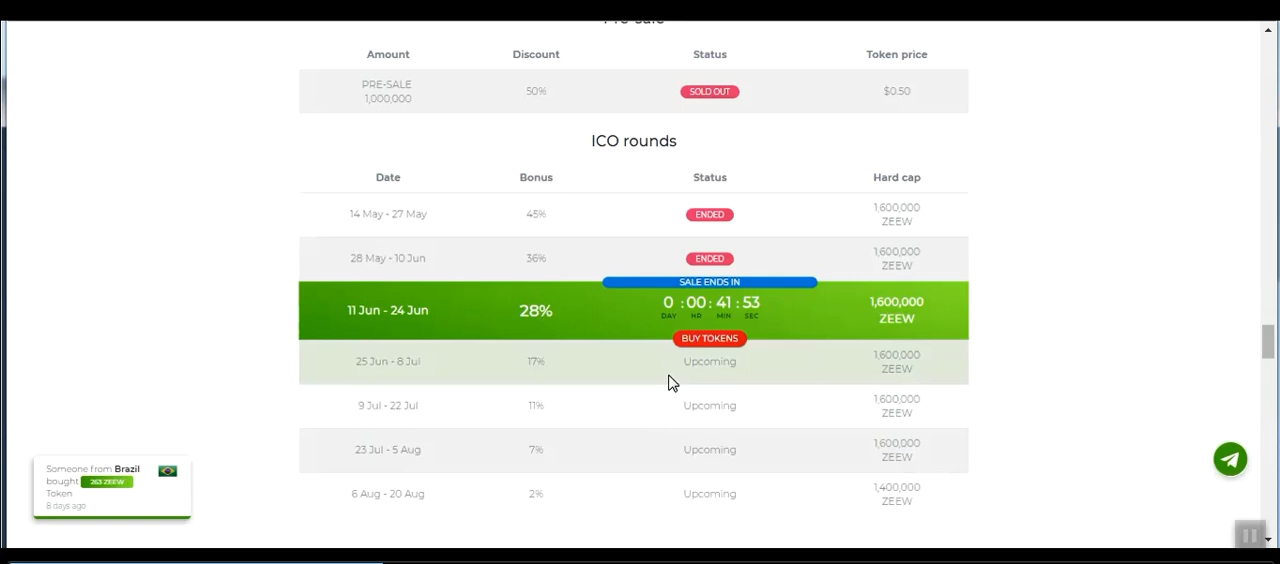 Pre-sale
Amount Discount Status Token price
PRE-SALE
1,000,000 50% SOLD OUT $0.50
ICO rounds
Date Bonus Status Hard cap
14 May - 27 May 45% ENDED 1,600,000
ZEEW
28 May - 10 Jun 36% ENDED 1,600,000
ZEEW
SALE ENDS IN
11 Jun - 24 Jun 28% 0 : 00 : 41 : 53 1,600,000
DAY HR MIN SEC ZEEW
BUY TOKENS
25 Jun - 8 Jul 17% Upcoming 1,600,000
ZEEW
9 Jul - 22 Jul 11% Upcoming 1,600,000
ZEEW
23 Jul - 5 Aug 7% Upcoming 1,600,000
ZEEW
6 Aug - 20 Aug 2% Upcoming 1,400,000
ZEEW
Someone from Brazil
bought 263 ZEEW
Token
8 days ago